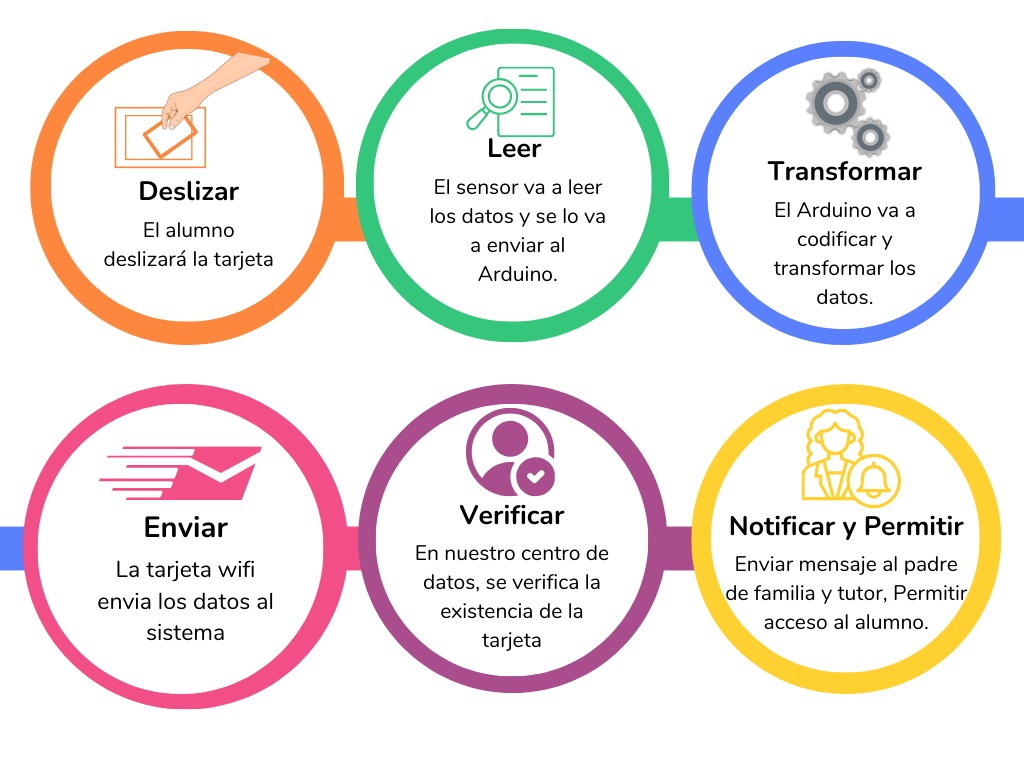 Deslizar
El alumno
deslizará la tarjeta
Leer
El sensor va a leer
los datos y se lo va
a enviar al
Arduino.
Transformar
El Arduino va a
codificar y
transformar los
datos.
Enviar
La tarjeta wifi
envia los datos al
sistema
Verificar
En nuestro centro de
datos, se verifica la
existencia de la
tarjeta
Notificar y Permitir
Enviar mensaje al padre
de familia y tutor, Permitir
acceso al alumno.